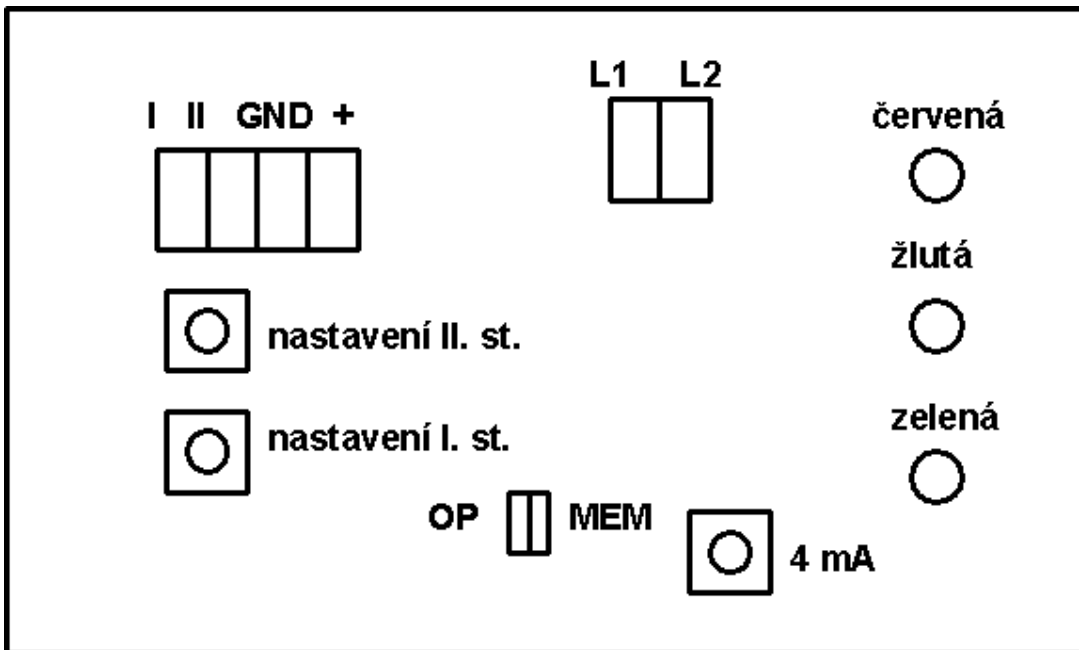 L1 L2
I II GND +
červená
žlutá
nastavení II. st.
zelená
nastavení I. st.
OP MEM
4 mA